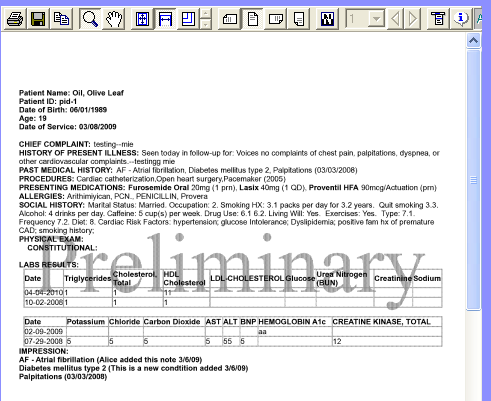 1
Patient Name: Oil, Olive Leaf
Patient ID: pid-1
Date of Birth: 06/01/1989
Age: 19
Date of Service: 03/08/2009
CHIEF COMPLAINT: testing--mie
HISTORY OF PRESENT ILLNESS: Seen today in follow-up for: Voices no complaints of chest pain, palpitations, dyspnea, or
other cardiovascular complaints.--testingg mie
PAST MEDICAL HISTORY: AF - Atrial fibrillation, Diabetes mellitus type 2, Palpitations (03/03/2008)
PROCEDURES: Cardiac catheterization,Open heart surgery,Pacemaker (2005)
PRESENTING MEDICATIONS: Furosemide Oral 20mg (1 prn), Lasix 40mg (1 QD), Proventil HFA 90mcg/Actuation (prn)
ALLERGIES: Arithimiyican, PCN., PENICILLIN, Provera
SOCIAL HISTORY: Marital Status: Married. Occupation: 2. Smoking HX: 3.1 packs per day for 3.2 years. Quit smoking 3.3.
Alcohol: 4 drinks per day. Caffeine: 5 cup(s) per week. Drug Use: 6.1 6.2. Living Will: Yes. Exercises: Yes. Type: 7.1.
Frequency 7.2. Diet: 8. Cardiac Risk Factors: hypertension; glucose Intolerance; Dyslipidemia; positive fam hx of premature
CAD; smoking history;
PHYSICAL EXAM:
CONSTITUTIONAL:
Preliminary
LABS RESULTS:
Date Triglycerides Cholesterol, Total HDL Cholesterol LDL-CHOLESTEROL Glucose Urea Nitrogen (BUN) Creatinine Sodium
04-04-2010 1 1 11
10-02-2008 1 1 1
Date Potassium Chloride Carbon Dioxide AST ALT BNP HEMOGLOBIN A1c CREATINE KINASE, TOTAL
02-09-2009 aa
07-29-2008 5 5 5 5 55 5 12
IMPRESSION:
AF - Atrial fibrillation (Alice added this note 3/6/09)
Diabetes mellitus type 2 (This is a new condtition added 3/6/09)
Palpitations (03/03/2008)